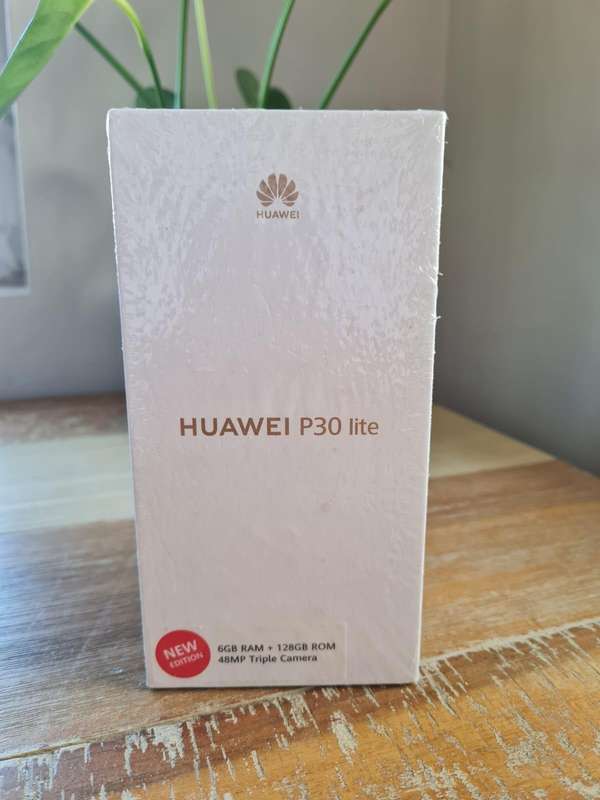 HUAWEI
HUAWEI P30 lite
NEW
EDITION
6GB RAM + 128GB ROM
48MP Triple Camera